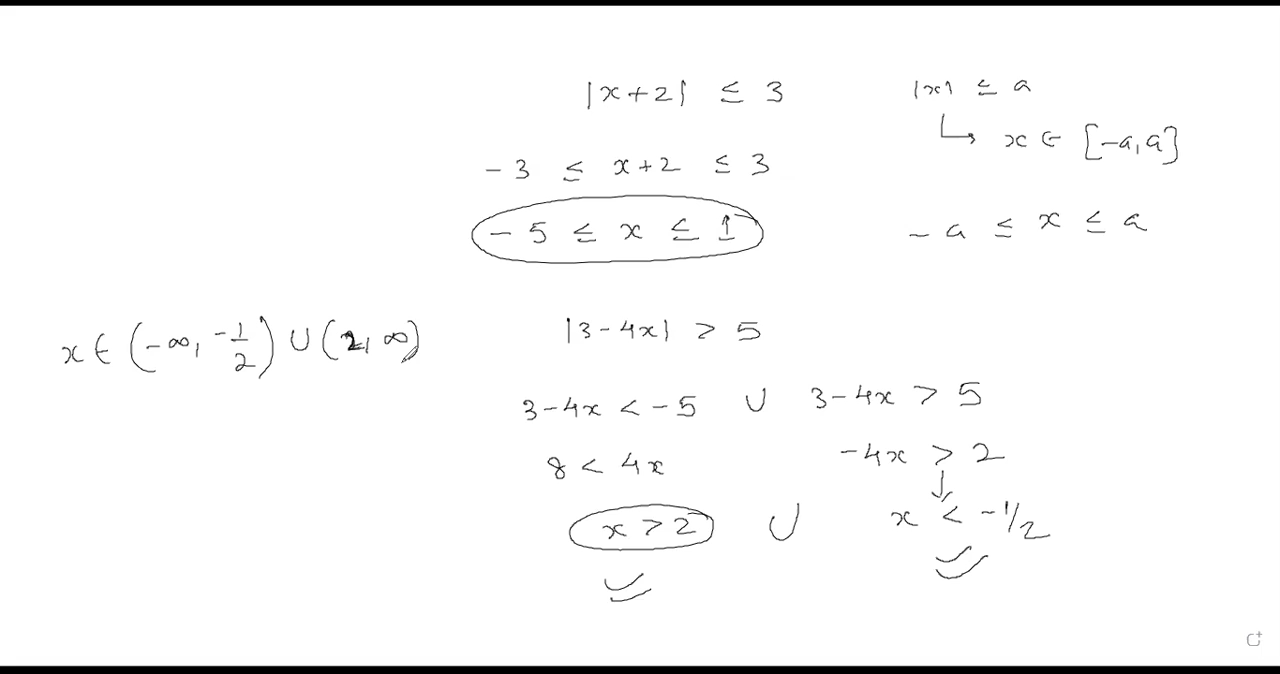 |x+2| ≤ 3
|x| ≤ a
↳ x ∈ [-a, a]
-3 ≤ x+2 ≤ 3
-5 ≤ x ≤ 1
-a ≤ x ≤ a
|3-4x| > 5
x ∈ (-∞, -1/2) ∪ (2, ∞)
3-4x < -5 ∪ 3-4x > 5
8 < 4x
-4x > 2
x > 2 ∪ x < -1/2